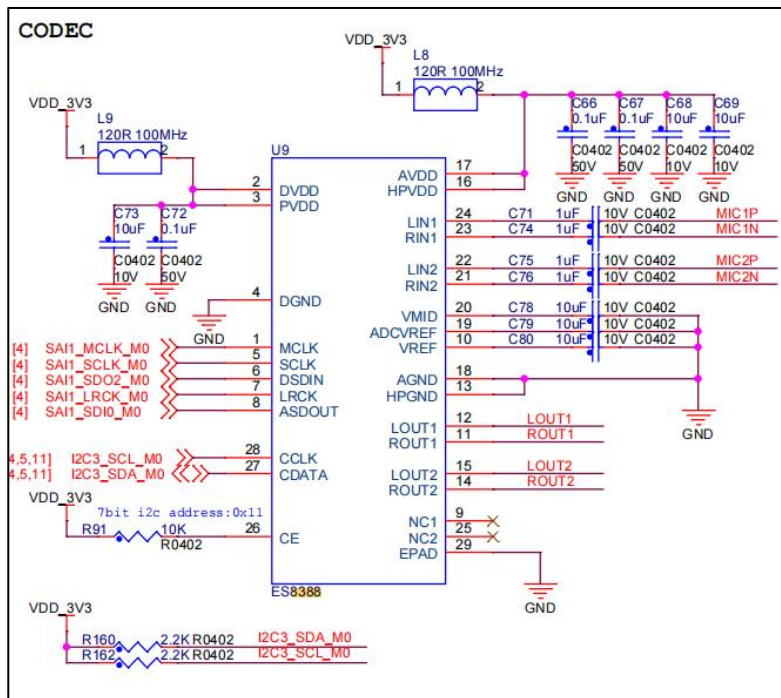 CODEC
VDD_3V3
L8
120R 100MHz
1 2
VDD_3V3
L9
120R 100MHz
1 2
C66 C67 C68 C69
0.1uF 0.1uF 10uF 10uF
C0402 C0402 C0402 C0402
50V 50V 10V 10V
GND GND GND GND
C73 C72
10uF 0.1uF
C0402 C0402
10V 50V
GND GND
U9
2 DVDD
3 PVDD
4 DGND
GND
[4] SAI1_MCLK_M0 1 MCLK
[4] SAI1_SCLK_M0 5 SCLK
[4] SAI1_SDO2_M0 6 DSDIN
[4] SAI1_LRCK_M0 7 LRCK
[4] SAI1_SDI0_M0 8 ASDOUT
4,5,11] I2C3_SCL_M0 28 CCLK
4,5,11] I2C3_SDA_M0 27 CDATA
VDD_3V3
7bit i2c address:0x11
R91 10K 26 CE
R0402
AVDD 17
HPVDD 16
LIN1 24 C71 1uF 10V C0402 MIC1P
RIN1 23 C74 1uF 10V C0402 MIC1N
LIN2 22 C75 1uF 10V C0402 MIC2P
RIN2 21 C76 1uF 10V C0402 MIC2N
VMID 20 C78 10uF 10V C0402
ADCVREF 19 C79 10uF 10V C0402
VREF 10 C80 10uF 10V C0402
AGND 18
HPGND 13
GND
LOUT1 12 LOUT1
ROUT1 11 ROUT1
LOUT2 15 LOUT2
ROUT2 14 ROUT2
NC1 9
NC2 25
EPAD 29
GND
ES8388
VDD_3V3
R160 2.2K R0402 I2C3_SDA_M0
R162 2.2K R0402 I2C3_SCL_M0